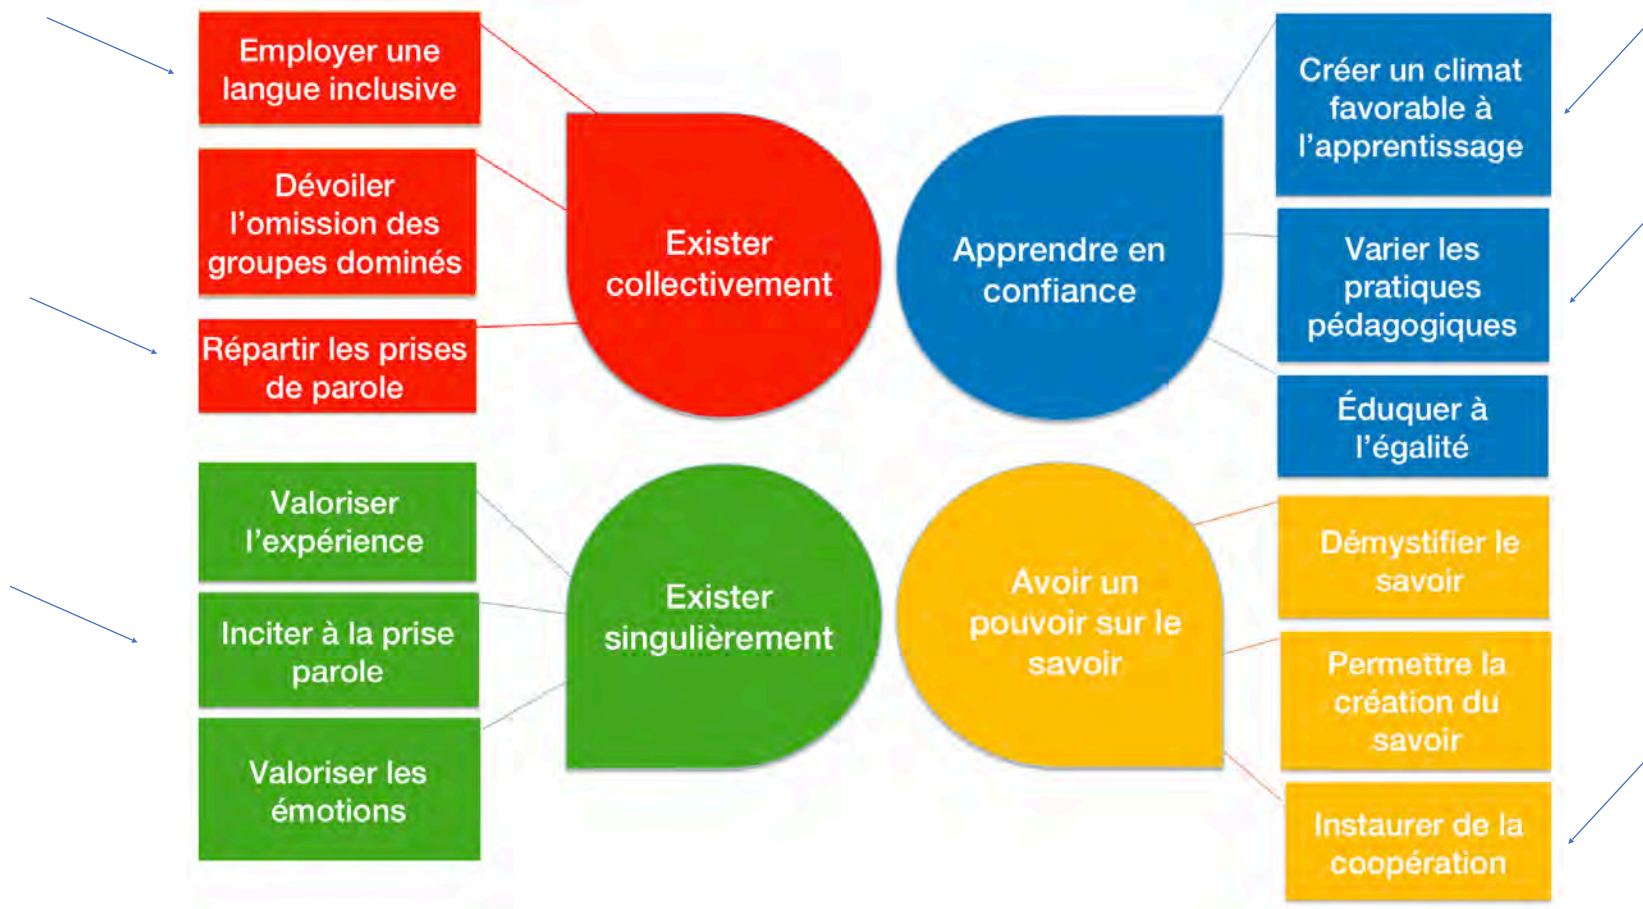 Employer une
langue inclusive
Dévoiler
l'omission des
groupes dominés
Répartir les prises
de parole
Exister
collectivement
Apprendre en
confiance
Créer un climat
favorable à
l'apprentissage
Varier les
pratiques
pédagogiques
Éduquer à
l'égalité
Valoriser
l'expérience
Inciter à la prise
parole
Valoriser les
émotions
Exister
singulièrement
Avoir un
pouvoir sur le
savoir
Démystifier le
savoir
Permettre la
création du
savoir
Instaurer de la
coopération